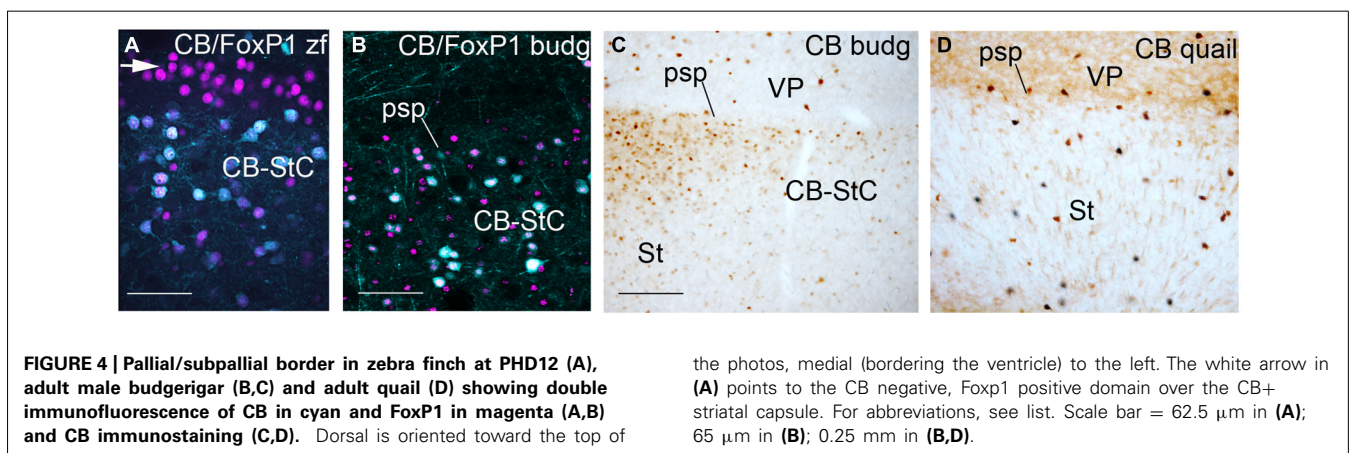 A
CB/FoxP1 zf
CB-StC
B
CB/FoxP1 budg
psp
CB-StC
C
CB budg
psp
VP
CB-StC
St
D
CB quail
psp
VP
St
FIGURE 4 | Pallial/subpallial border in zebra finch at PHD12 (A),
adult male budgerigar (B,C) and adult quail (D) showing double
immunofluorescence of CB in cyan and FoxP1 in magenta (A,B)
and CB immunostaining (C,D). Dorsal is oriented toward the top of
the photos, medial (bordering the ventricle) to the left. The white arrow in
(A) points to the CB negative, Foxp1 positive domain over the CB+
striatal capsule. For abbreviations, see list. Scale bar = 62.5 μm in (A);
65 μm in (B); 0.25 mm in (B,D).